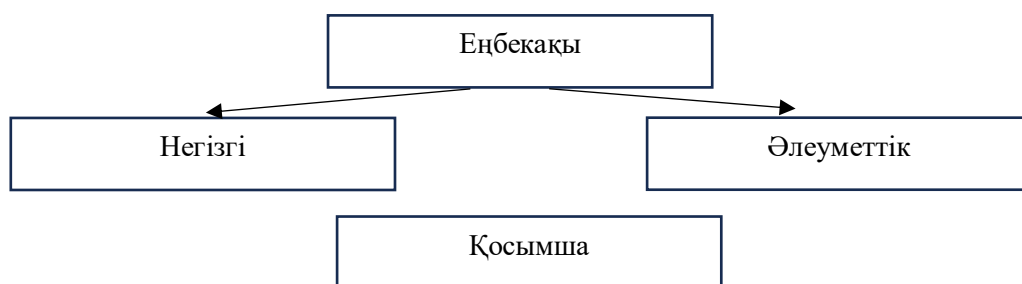 Еңбекақы
Негізгі
Әлеуметтік
Қосымша